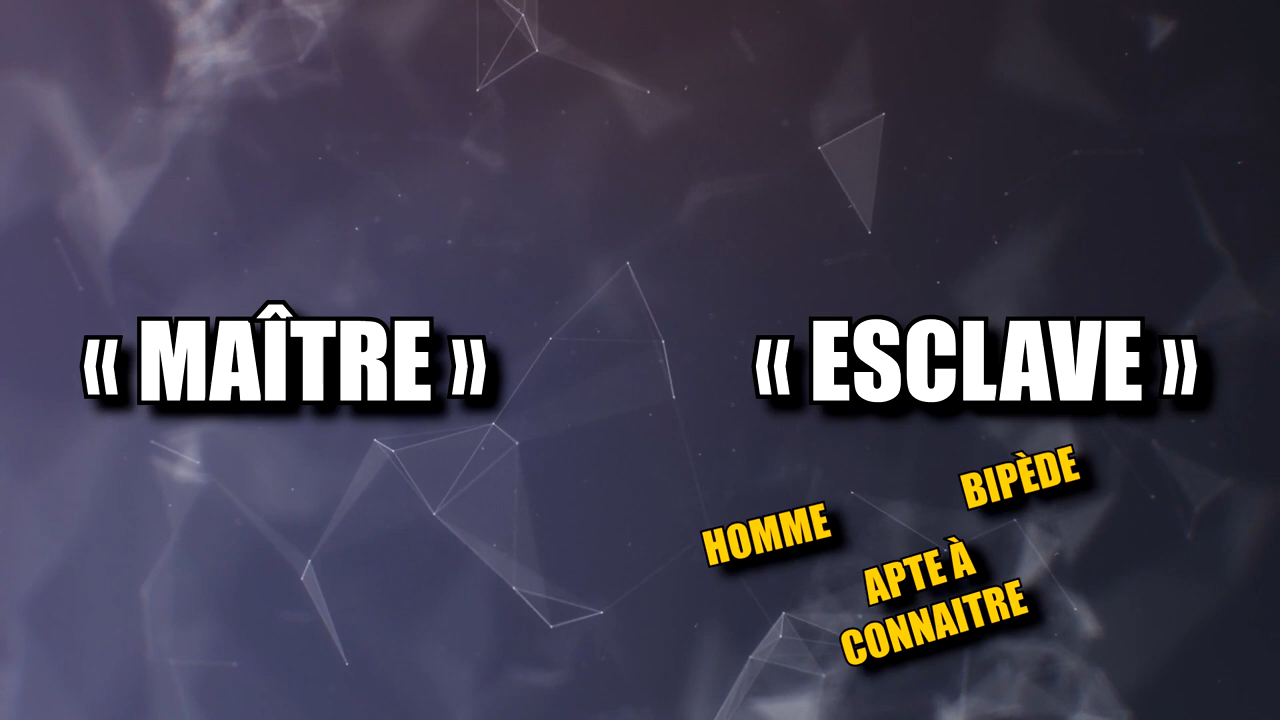 « MAÎTRE »
« ESCLAVE »
BIPÈDE
HOMME
APTE À
CONNAITRE